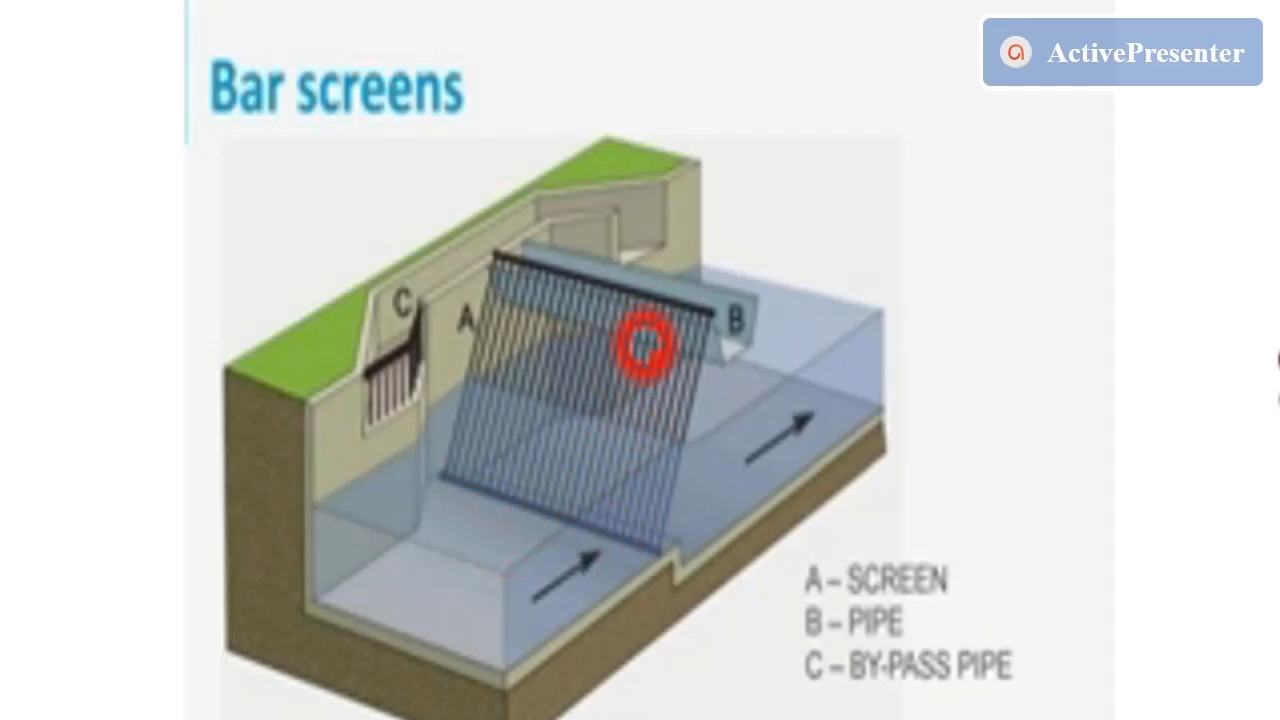 ActivePresenter
Bar screens
C
A
B
A – SCREEN
B – PIPE
C – BY-PASS PIPE